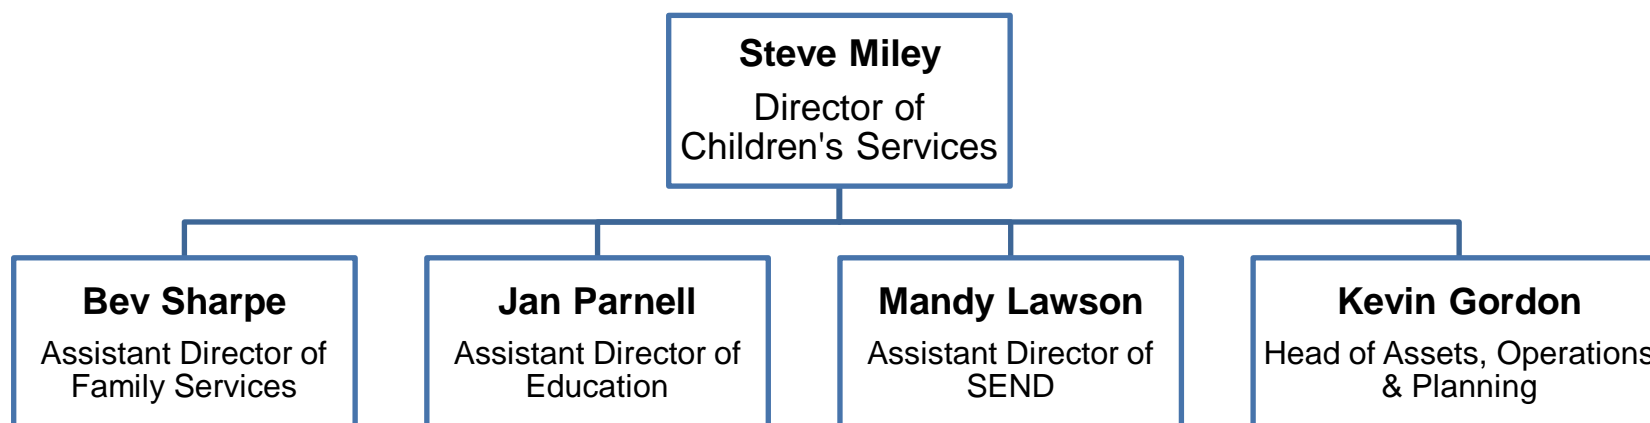 Steve Miley
Director of
Children's Services
Bev Sharpe
Assistant Director of
Family Services
Jan Parnell
Assistant Director of
Education
Mandy Lawson
Assistant Director of
SEND
Kevin Gordon
Head of Assets, Operations
& Planning